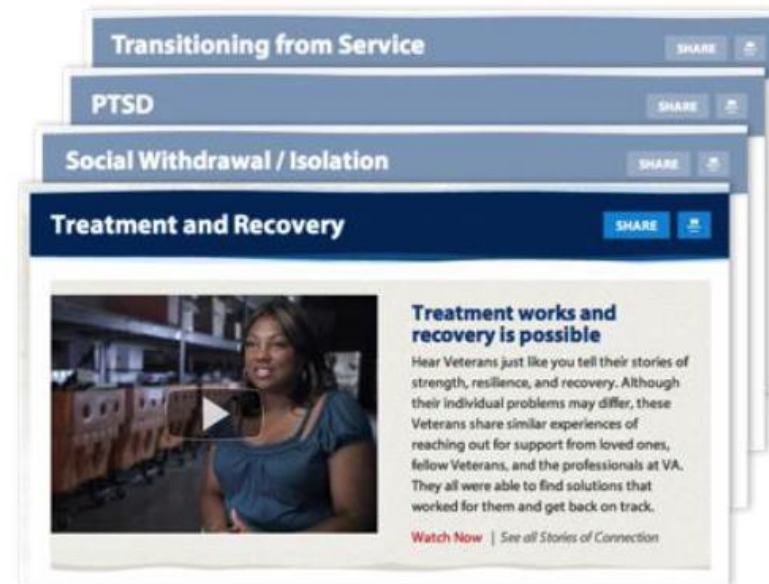 Transitioning from Service
SHARE
PTSD
SHARE
Social Withdrawal / Isolation
SHARE
Treatment and Recovery
SHARE
Treatment works and
recovery is possible
Hear Veterans just like you tell their stories of
strength, resilience, and recovery. Although
their individual problems may differ, these
Veterans share similar experiences of
reaching out for support from loved ones,
fellow Veterans, and the professionals at VA.
They all were able to find solutions that
worked for them and get back on track.
Watch Now | See all Stories of Connection